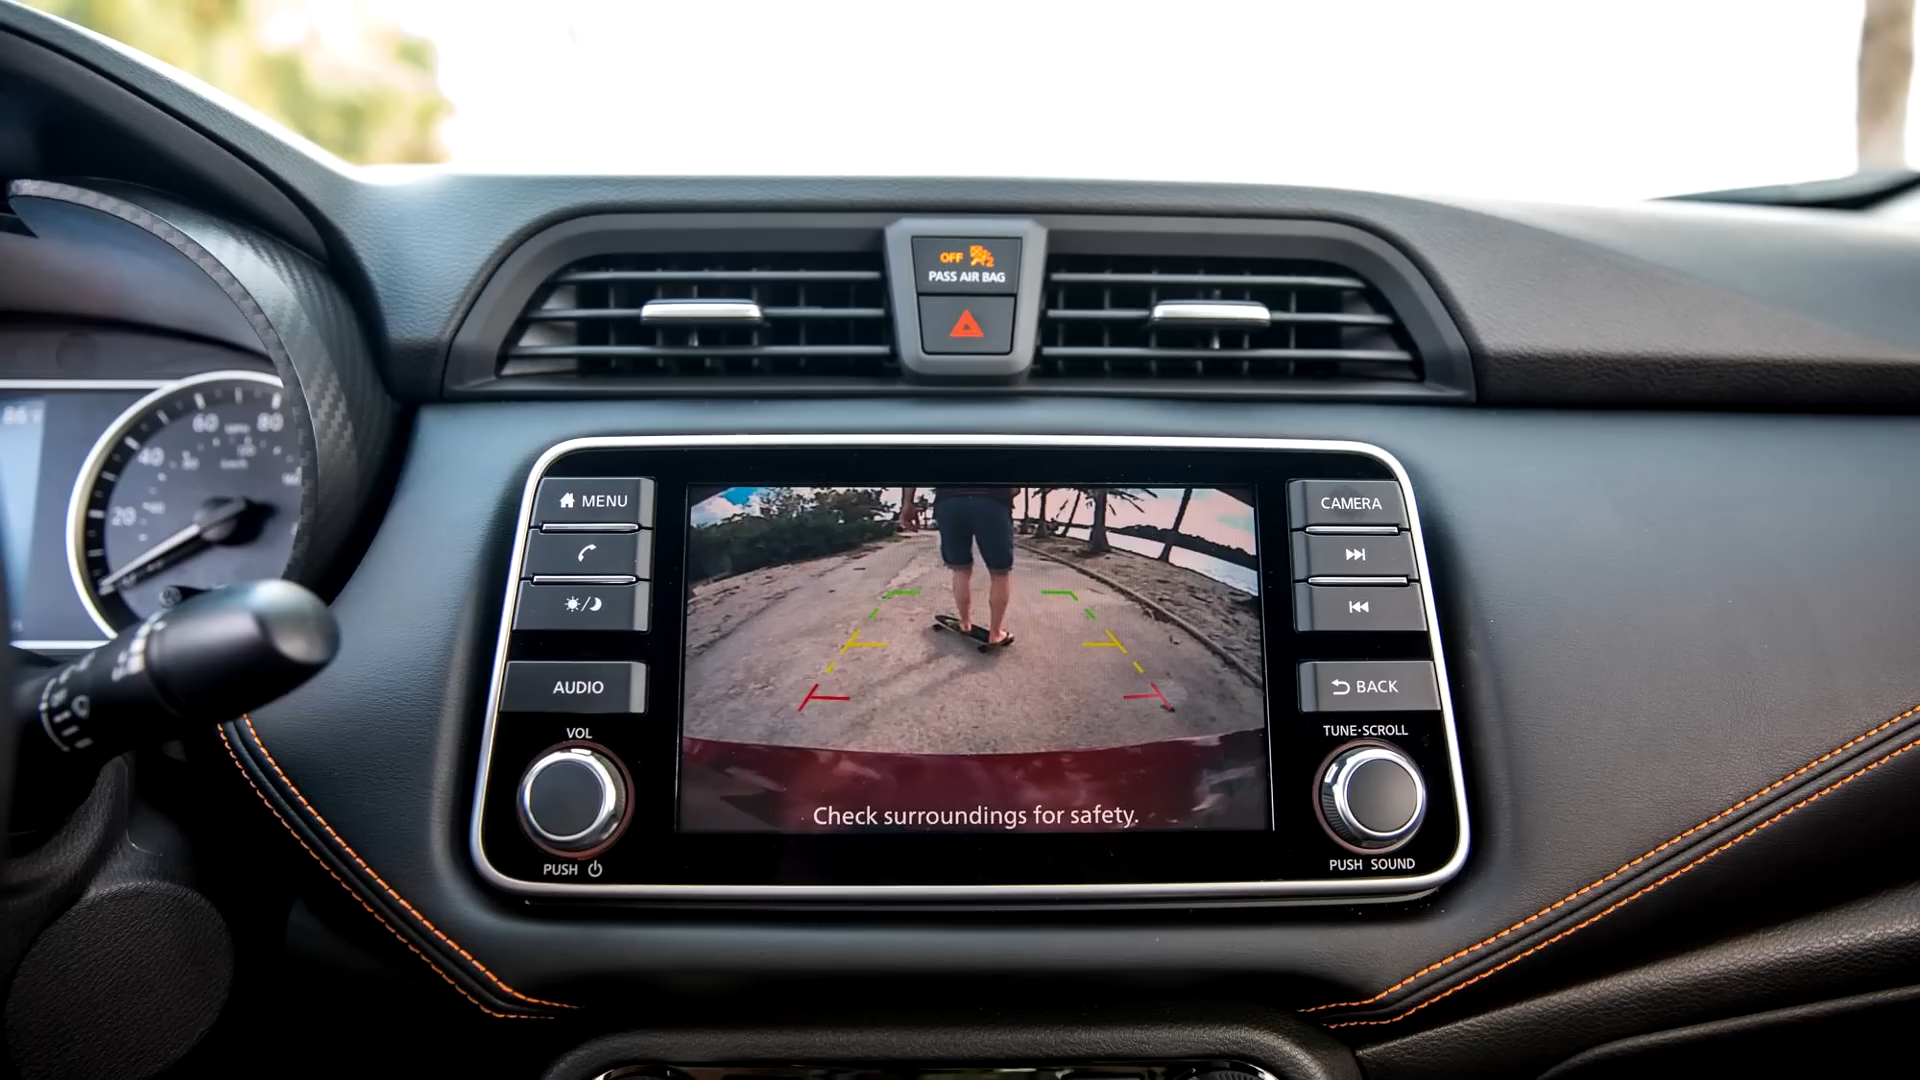 OFF
PASS AIR BAG
60 80
40
20
MENU
AUDIO
VOL
PUSH
CAMERA
BACK
TUNE·SCROLL
PUSH SOUND
Check surroundings for safety.